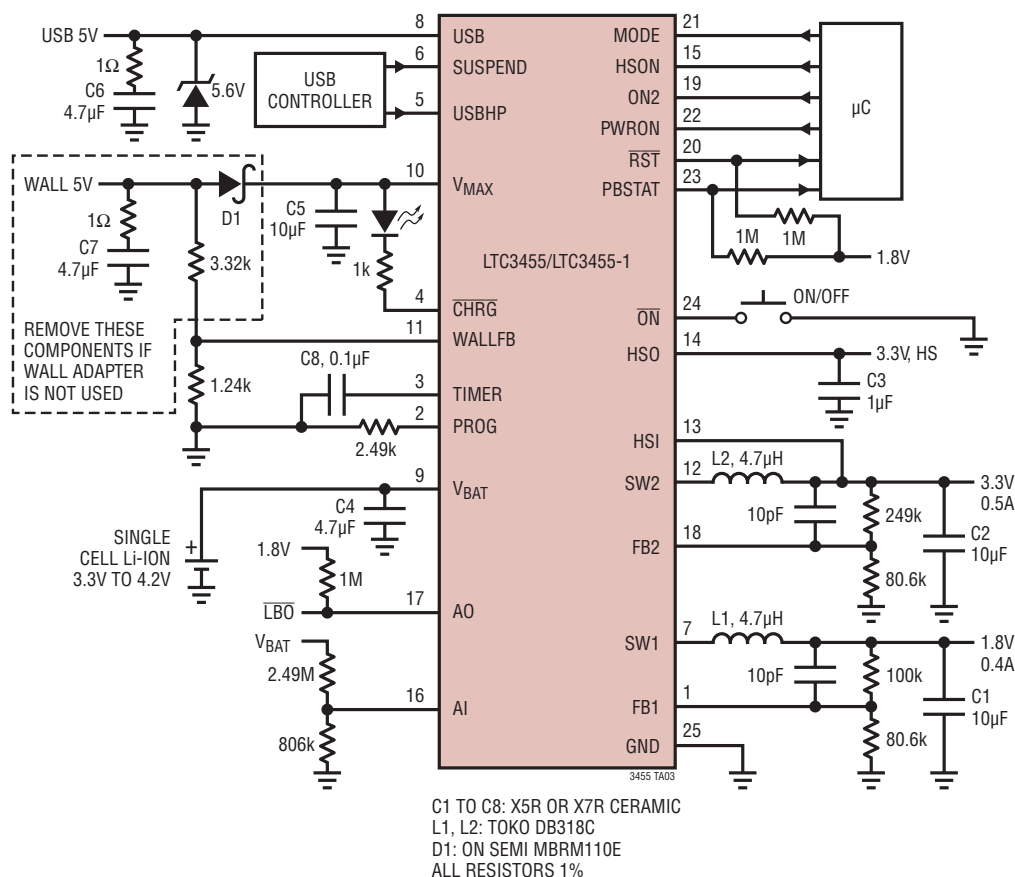 USB 5V
1Ω
C6
4.7µF
5.6V
USB
CONTROLLER
8
USB
6
SUSPEND
5
USBHP
WALL 5V
1Ω
C7
4.7µF
D1
3.32k
C5
10µF
1k
10
VMAX
4
CHRG
11
WALLFB
REMOVE THESE
COMPONENTS IF
WALL ADAPTER
IS NOT USED
1.24k
C8, 0.1µF
3
TIMER
2
PROG
2.49k
9
VBAT
C4
4.7µF
SINGLE
CELL Li-ION
3.3V TO 4.2V
+
1.8V
1M
LBO
17
AO
VBAT
2.49M
16
AI
806k
LTC3455/LTC3455-1
MODE
21
HSON
15
ON2
19
PWRON
22
RST
20
PBSTAT
23
µC
1M
1M
1.8V
ON
24
ON/OFF
HSO
14
3.3V, HS
C3
1µF
HSI
13
SW2
12
L2, 4.7µH
3.3V
0.5A
10pF
249k
C2
10µF
FB2
18
80.6k
SW1
7
L1, 4.7µH
1.8V
0.4A
10pF
100k
C1
10µF
FB1
1
80.6k
GND
25
3455 TA03
C1 TO C8: X5R OR X7R CERAMIC
L1, L2: TOKO DB318C
D1: ON SEMI MBRM110E
ALL RESISTORS 1%